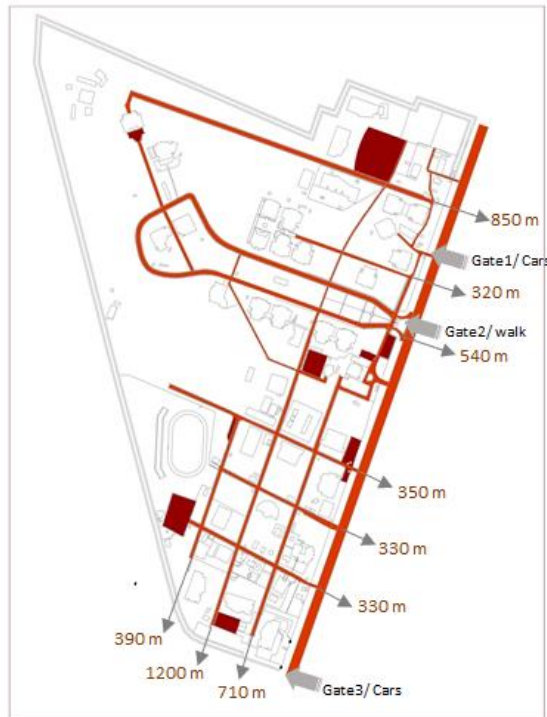 850 m
Gate1/ Cars
320 m
Gate2/ walk
540 m
350 m
330 m
330 m
390 m
1200 m
710 m
Gate3/ Cars